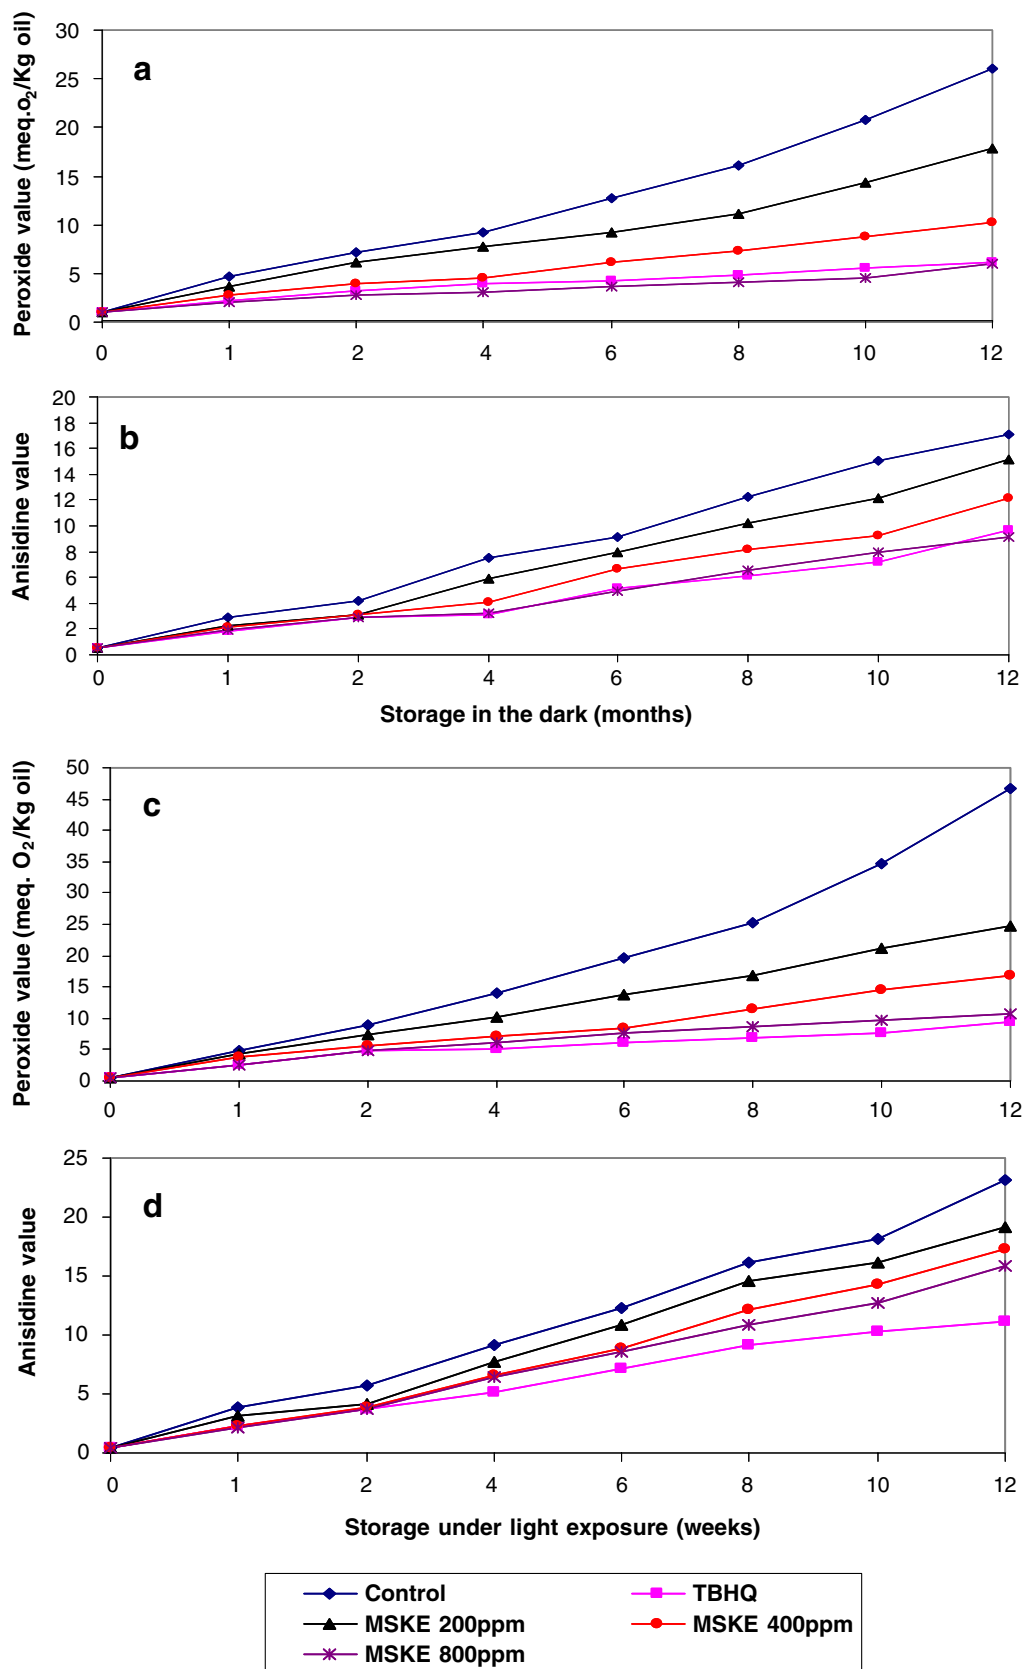 a
Peroxide value (meq.o₂/Kg oil)
30
25
20
15
10
5
0
0 1 2 4 6 8 10 12
b
Anisidine value
20
18
16
14
12
10
8
6
4
2
0
0 1 2 4 6 8 10 12
Storage in the dark (months)
c
Peroxide value (meq. O₂/Kg oil)
50
45
40
35
30
25
20
15
10
5
0
0 1 2 4 6 8 10 12
d
Anisidine value
25
20
15
10
5
0
0 1 2 4 6 8 10 12
Storage under light exposure (weeks)
Control TBHQ
MSKE 200ppm MSKE 400ppm
MSKE 800ppm